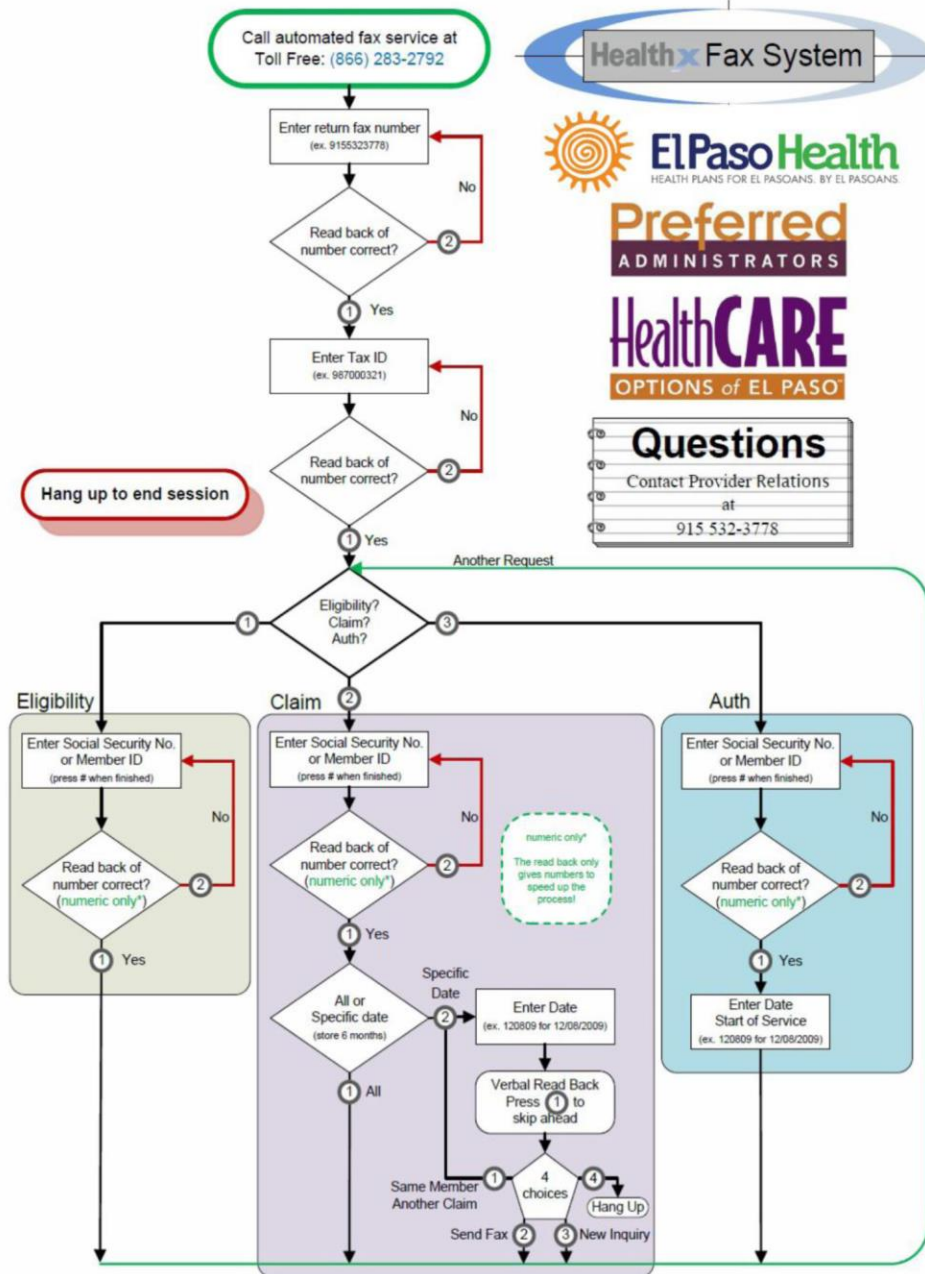 Call automated fax service at
Toll Free: (866) 283-2792
Healthx Fax System
Enter return fax number
(ex. 9155323778)
No
Read back of
number correct?
2
1 Yes
El Paso Health
HEALTH PLANS FOR EL PASOANS. BY EL PASOANS.
Preferred
ADMINISTRATORS
HealthCARE
OPTIONS of EL PASO
Enter Tax ID
(ex. 987000321)
No
Read back of
number correct?
2
1 Yes
Questions
Contact Provider Relations
at
915 532-3778
Hang up to end session
Another Request
Eligibility?
Claim?
Auth?
1
2
3
Eligibility
Enter Social Security No.
or Member ID
(press # when finished)
No
Read back of
number correct?
(numeric only*)
2
1 Yes
Claim
Enter Social Security No.
or Member ID
(press # when finished)
No
Read back of
number correct?
(numeric only*)
2
1 Yes
numeric only*
The read back only
gives numbers to
speed up the
process!
All or
Specific date
(store 6 months)
Specific
Date
2
1 All
Enter Date
(ex. 120809 for 12/08/2009)
Verbal Read Back
Press 1 to
skip ahead
4
choices
1
Same Member
Another Claim
4
Hang Up
Send Fax 2
3 New Inquiry
Auth
Enter Social Security No.
or Member ID
(press # when finished)
No
Read back of
number correct?
(numeric only*)
2
1 Yes
Enter Date
Start of Service
(ex. 120809 for 12/08/2009)